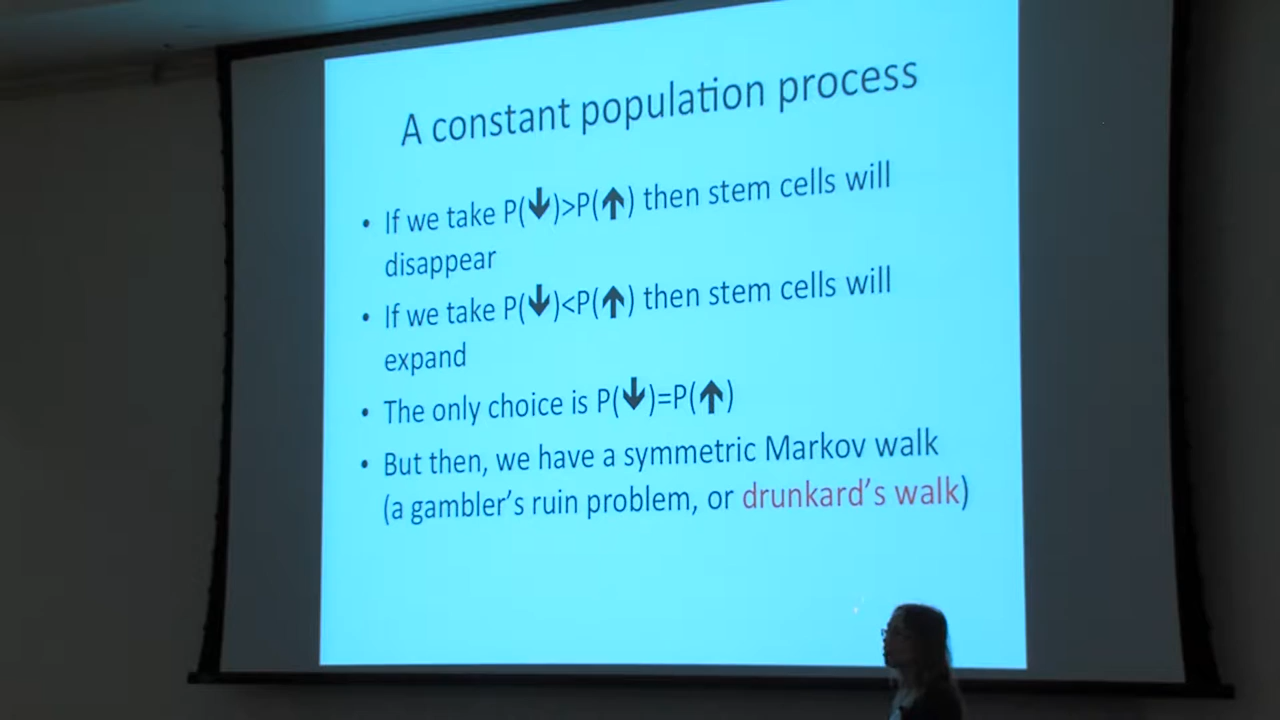 A constant population process
• If we take P(↓)>P(↑) then stem cells will
disappear
• If we take P(↓)<P(↑) then stem cells will
expand
• The only choice is P(↓)=P(↑)
• But then, we have a symmetric Markov walk
(a gambler's ruin problem, or drunkard's walk)